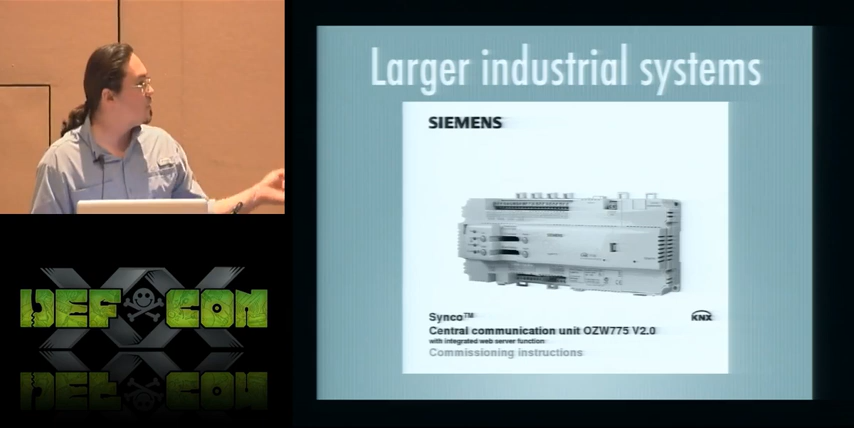 Larger industrial systems
SIEMENS
Synco™
KNX
Central communication unit OZW775 V2.0
with integrated web server function
Commissioning instructions
DEF CON
XX